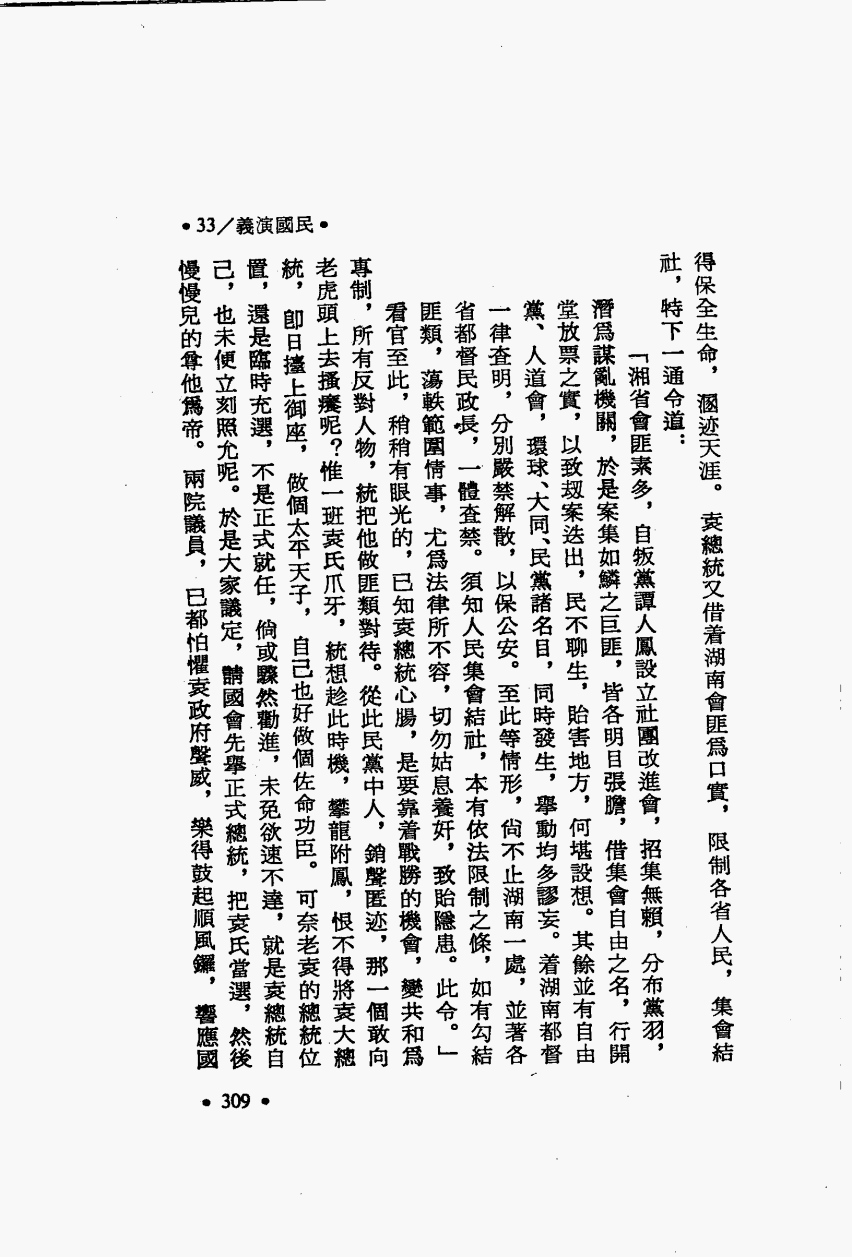 •33／義演國民•
得保全生命，溷迹天涯。袁總統又借着湖南會匪爲口實，限制各省人民，集會結
社，特下一通令道：
「湘省會匪素多，自叛黨譚人鳳設立社團改進會，招集無賴，分布黨羽，
潛爲謀亂機關，於是案集如鱗之巨匪，皆各明目張膽，借集會自由之名，行開
堂放票之實，以致刼案迭出，民不聊生，貽害地方，何堪設想。其餘並有自由
黨、人道會，環球、大同、民黨諸名目，同時發生，舉動均多謬妄。着湖南都督
一律查明，分別嚴禁解散，以保公安。至此等情形，尙不止湖南一處，並著各
省都督民政長，一體查禁。須知人民集會結社，本有依法限制之條，如有勾結
匪類，蕩軼範圍情事，尤爲法律所不容，切勿姑息養奸，致貽隱患。此令。」
看官至此，稍稍有眼光的，已知袁總統心腸，是要靠着戰勝的機會，變共和爲
專制，所有反對人物，統把他做匪類對待。從此民黨中人，銷聲匿迹，那一個敢向
老虎頭上去搔癢呢？惟一班袁氏爪牙，統想趁此時機，攀龍附鳳，恨不得將袁大總
統，卽日擡上御座，做個太平天子，自己也好做個佐命功臣。可奈老袁的總統位
置，還是臨時充選，不是正式就任，倘或驟然勸進，未免欲速不達，就是袁總統自
己，也未便立刻照允呢。於是大家議定，請國會先舉正式總統，把袁氏當選，然後
慢慢兒的尊他爲帝。兩院議員，已都怕懼袁政府聲威，樂得鼓起順風鑼，響應國
•309•